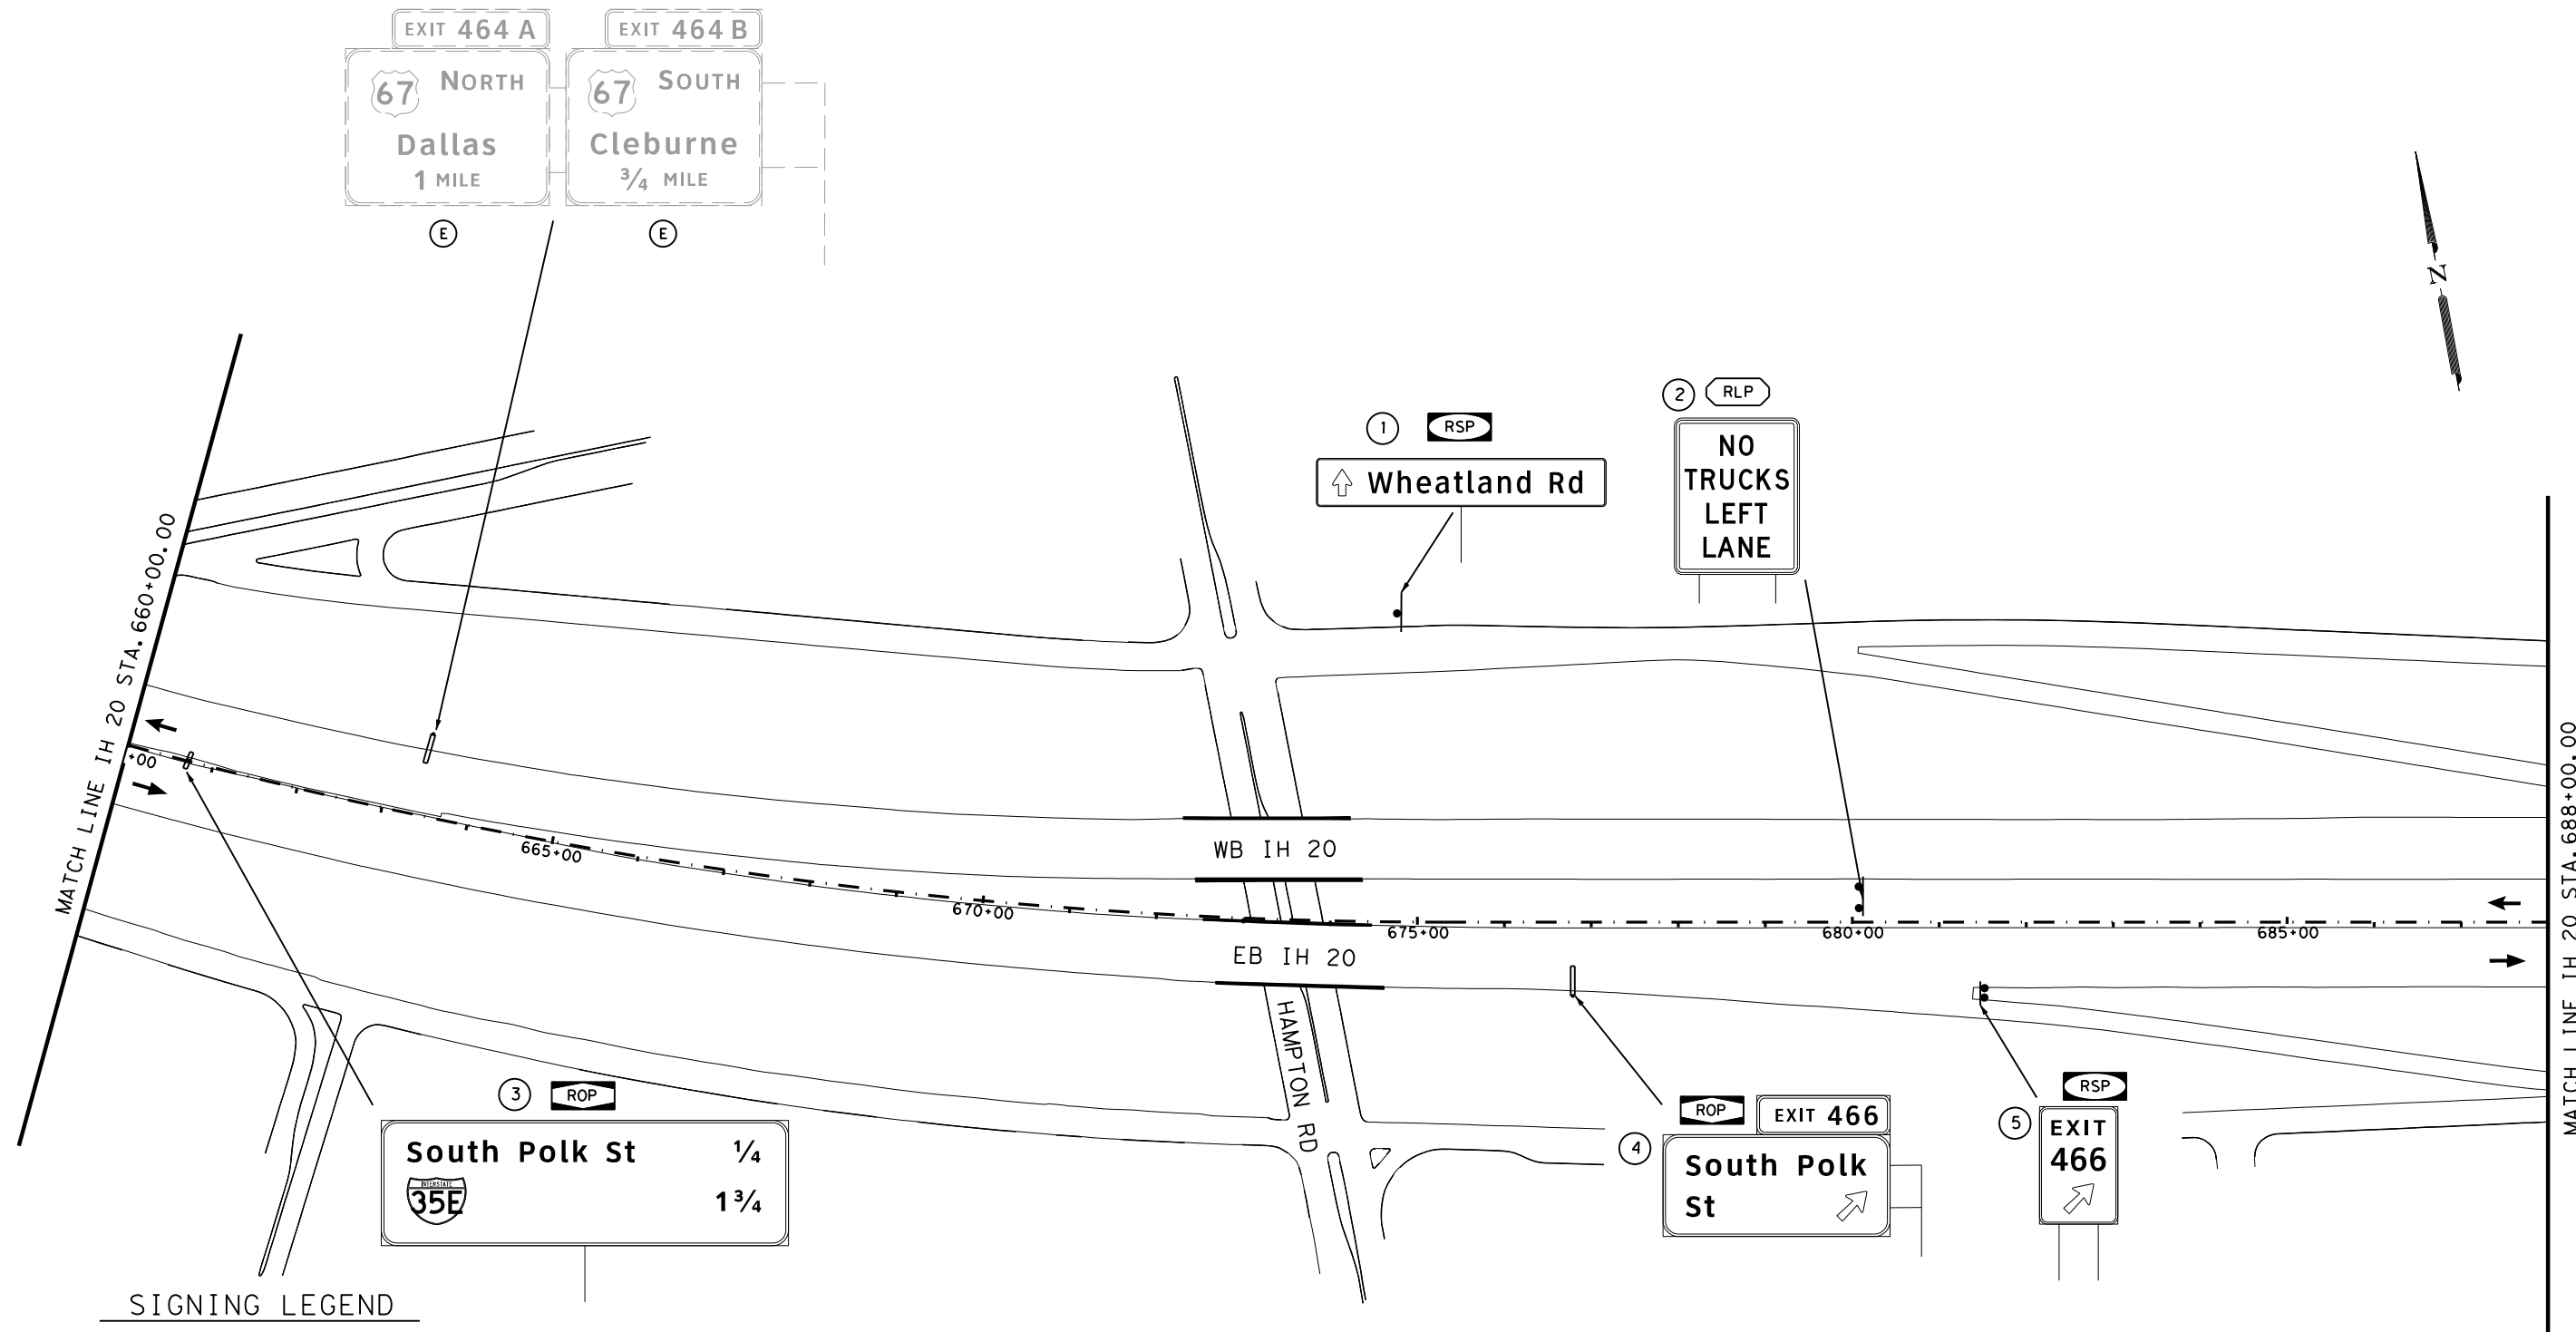 EXIT 464 A
EXIT 464 B
67 NORTH
Dallas
1 MILE
67 SOUTH
Cleburne
3/4 MILE
E
E
N
1
RSP
Wheatland Rd
2
RLP
NO
TRUCKS
LEFT
LANE
MATCH LINE IH 20 STA.660+00.00
+00
665+00
670+00
675+00
680+00
685+00
WB IH 20
EB IH 20
HAMPTON RD
MATCH LINE IH 20 STA.688+00.00
3
ROP
South Polk St 1/4
INTERSTATE
35E 1 3/4
4
ROP
EXIT 466
South Polk
St
5
RSP
EXIT
466
SIGNING LEGEND